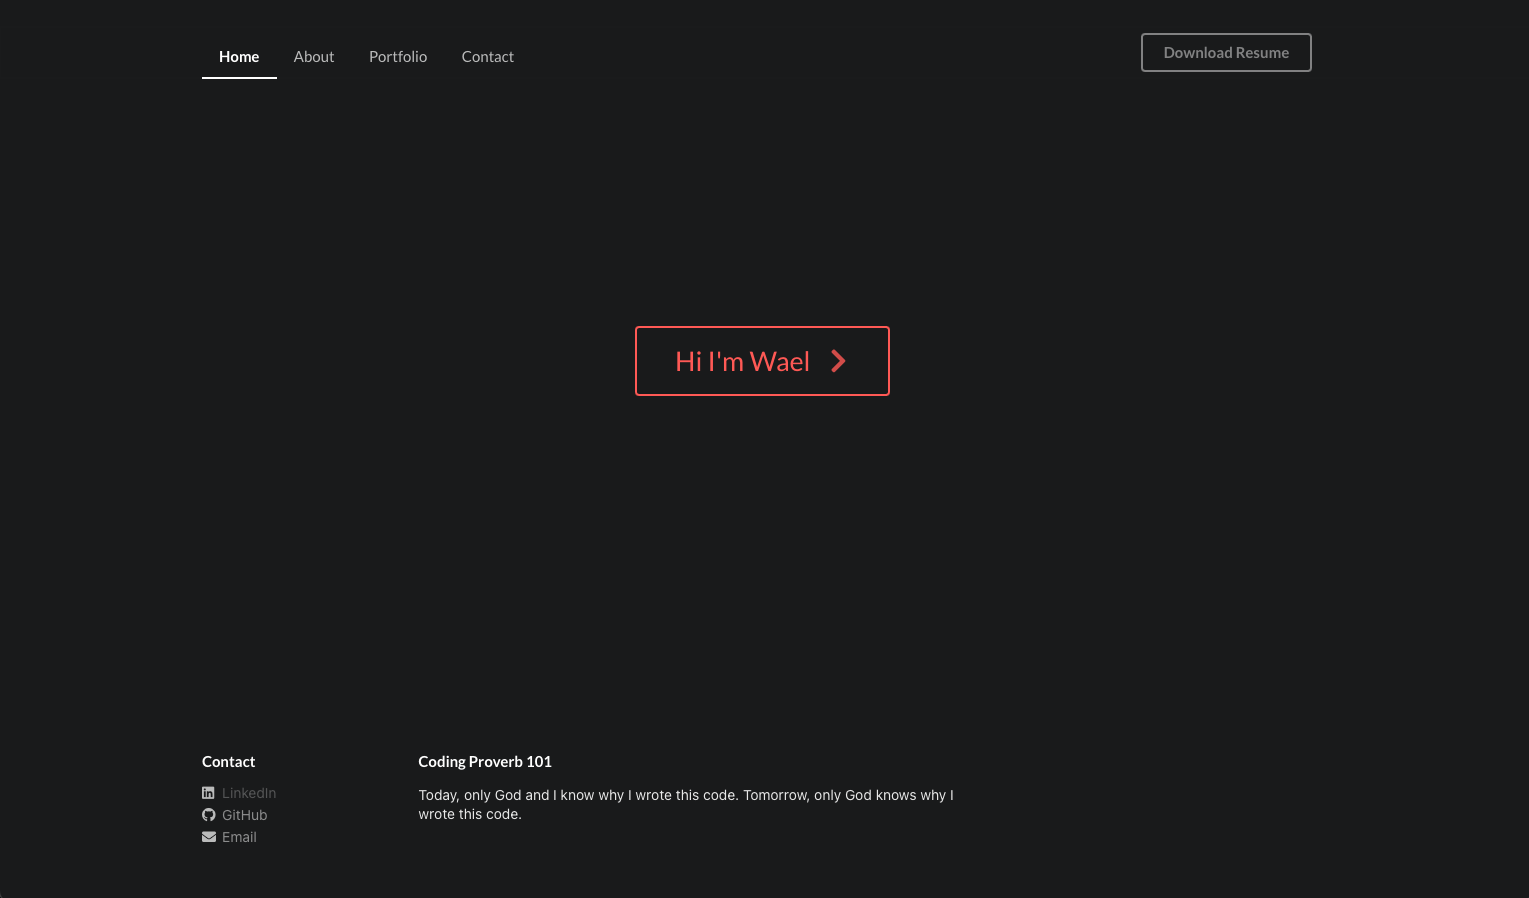 Home About Portfolio Contact Download Resume
Hi I'm Wael
Contact
LinkedIn
GitHub
Email
Coding Proverb 101
Today, only God and I know why I wrote this code. Tomorrow, only God knows why I
wrote this code.